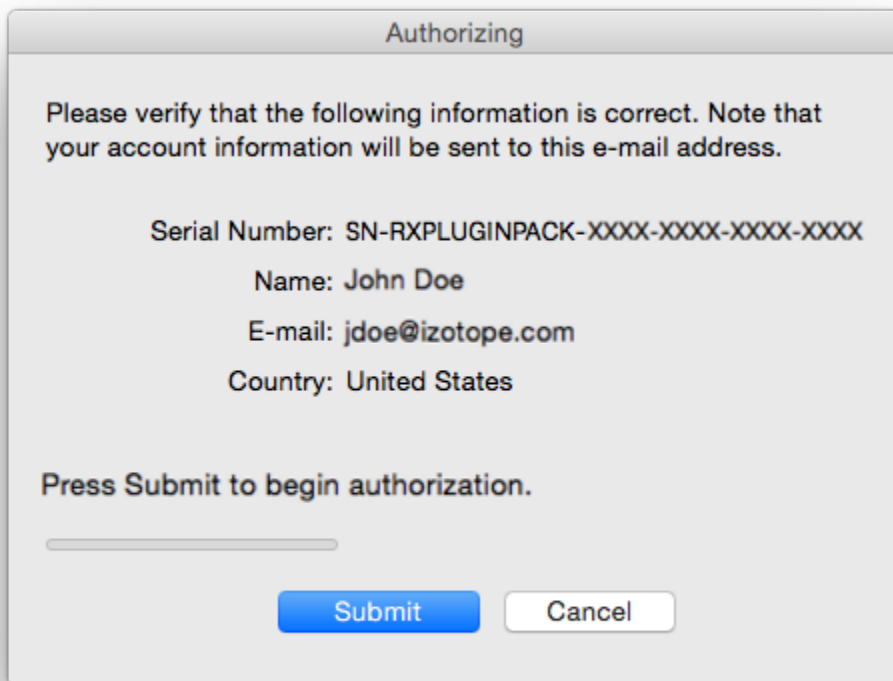 Authorizing
Please verify that the following information is correct. Note that
your account information will be sent to this e-mail address.
Serial Number: SN-RXPLUGINPACK-XXXX-XXXX-XXXX-XXXX
Name: John Doe
E-mail: jdoe@izotope.com
Country: United States
Press Submit to begin authorization.
Submit Cancel